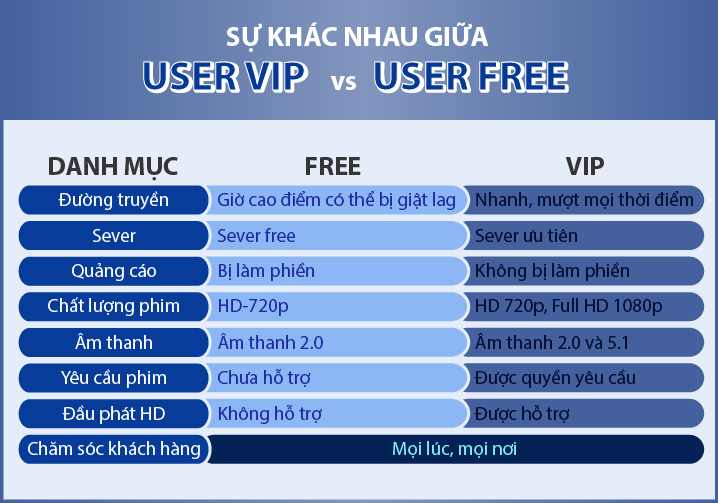 SỰ KHÁC NHAU GIỮA
USER VIP vs USER FREE
DANH MỤC FREE VIP
Đường truyền Giờ cao điểm có thể bị giật lag Nhanh, mượt mọi thời điểm
Sever Sever free Sever ưu tiên
Quảng cáo Bị làm phiền Không bị làm phiền
Chất lượng phim HD-720p HD 720p, Full HD 1080p
Âm thanh Âm thanh 2.0 Âm thanh 2.0 và 5.1
Yêu cầu phim Chưa hỗ trợ Được quyền yêu cầu
Đầu phát HD Không hỗ trợ Được hỗ trợ
Chăm sóc khách hàng Mọi lúc, mọi nơi